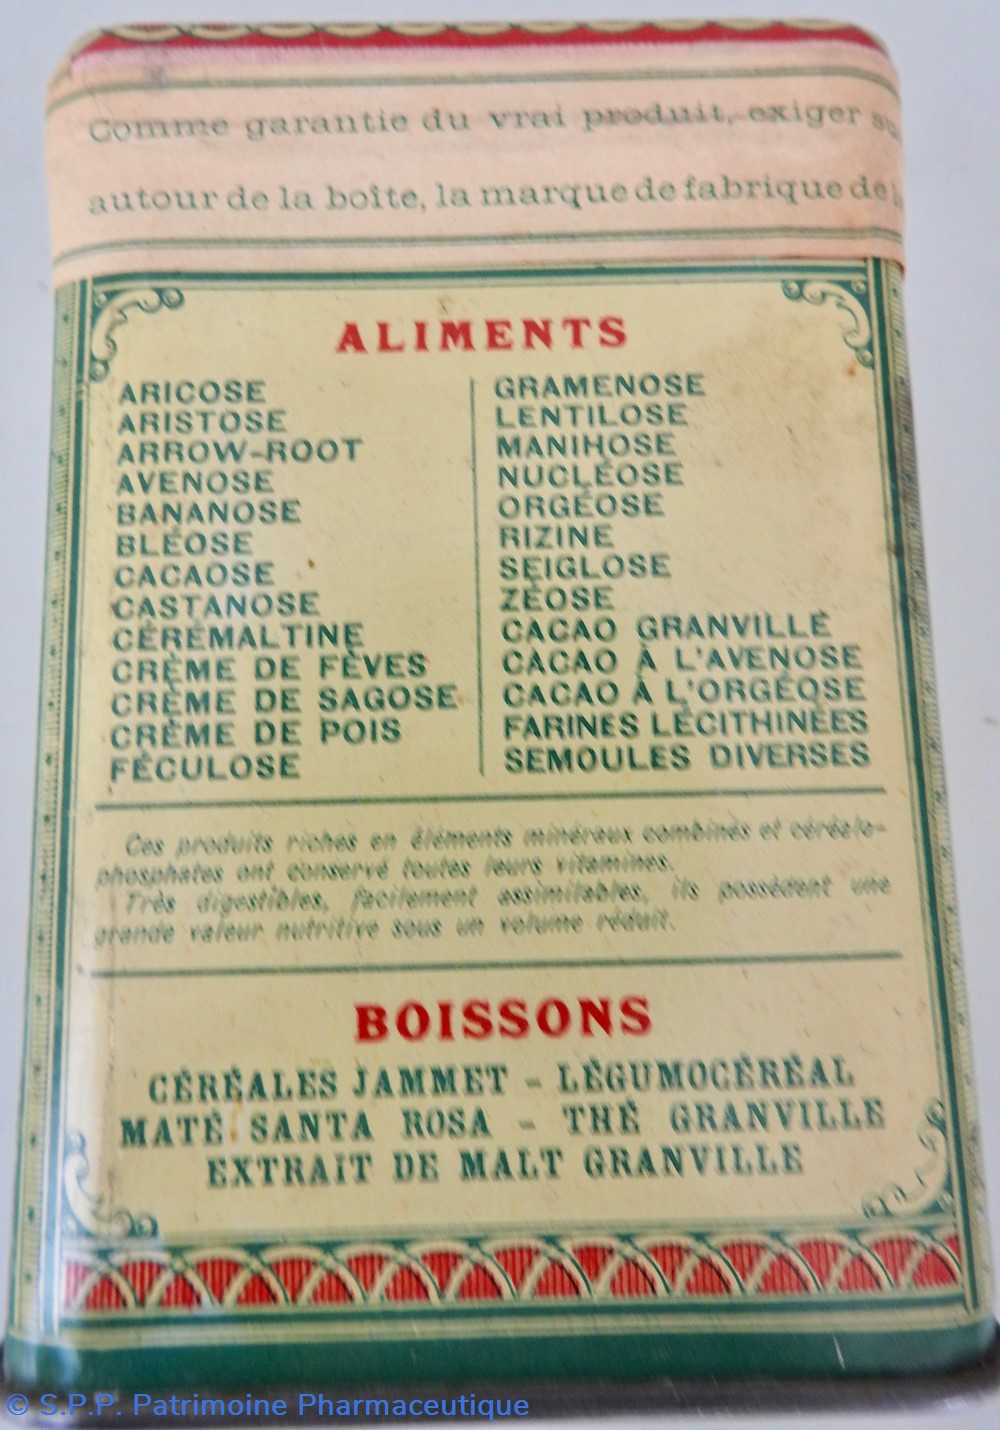 Comme garantie du vrai produit, exiger
autour de la boîte, la marque de fabrique de
ALIMENTS
ARICOSE
ARISTOSE
ARROW-ROOT
AVENOSE
BANANOSE
BLÉOSE
CACAOSE
CASTANOSE
CÉRÉMALTINE
CRÈME DE FÈVES
CRÈME DE SAGOSE
CRÈME DE POIS
FÉCULOSE
GRAMENOSE
LENTILOSE
MANIHOSE
NUCLÉOSE
ORGÉOSE
RIZINE
SEIGLOSE
ZÉOSE
CACAO GRANVILLE
CACAO À L'AVENOSE
CACAO À L'ORGÉOSE
FARINES LÉCITHINÉES
SEMOULES DIVERSES
Ces produits riches en éléments minéraux combinés et céréalo-
phosphates ont conservé toutes leurs vitamines.
Très digestibles, facilement assimilables, ils possèdent une
grande valeur nutritive sous un volume réduit.
BOISSONS
CÉRÉALES JAMMET - LÉGUMOCÉRÉAL
MATÉ SANTA ROSA - THÉ GRANVILLE
EXTRAIT DE MALT GRANVILLE
© S.P.P. Patrimoine Pharmaceutique